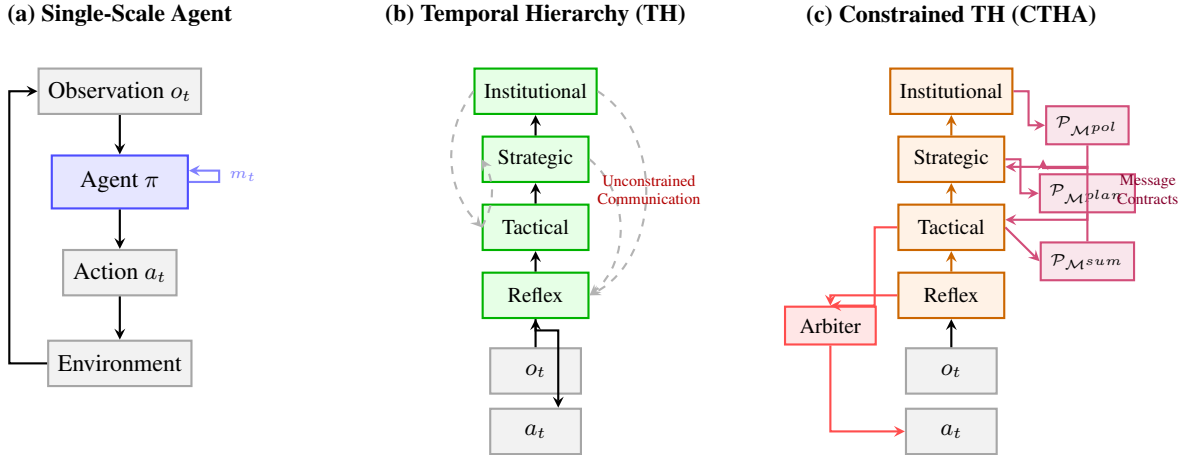 (a) Single-Scale Agent
Observation o_t
Agent π
m_t
Action a_t
Environment
(b) Temporal Hierarchy (TH)
Institutional
Strategic
Unconstrained
Communication
Tactical
Reflex
o_t
a_t
(c) Constrained TH (CTHA)
Institutional
𝒫_ℳ^pol
Strategic
𝒫_ℳ^plan
Message
Contracts
Tactical
𝒫_ℳ^sum
Reflex
Arbiter
o_t
a_t